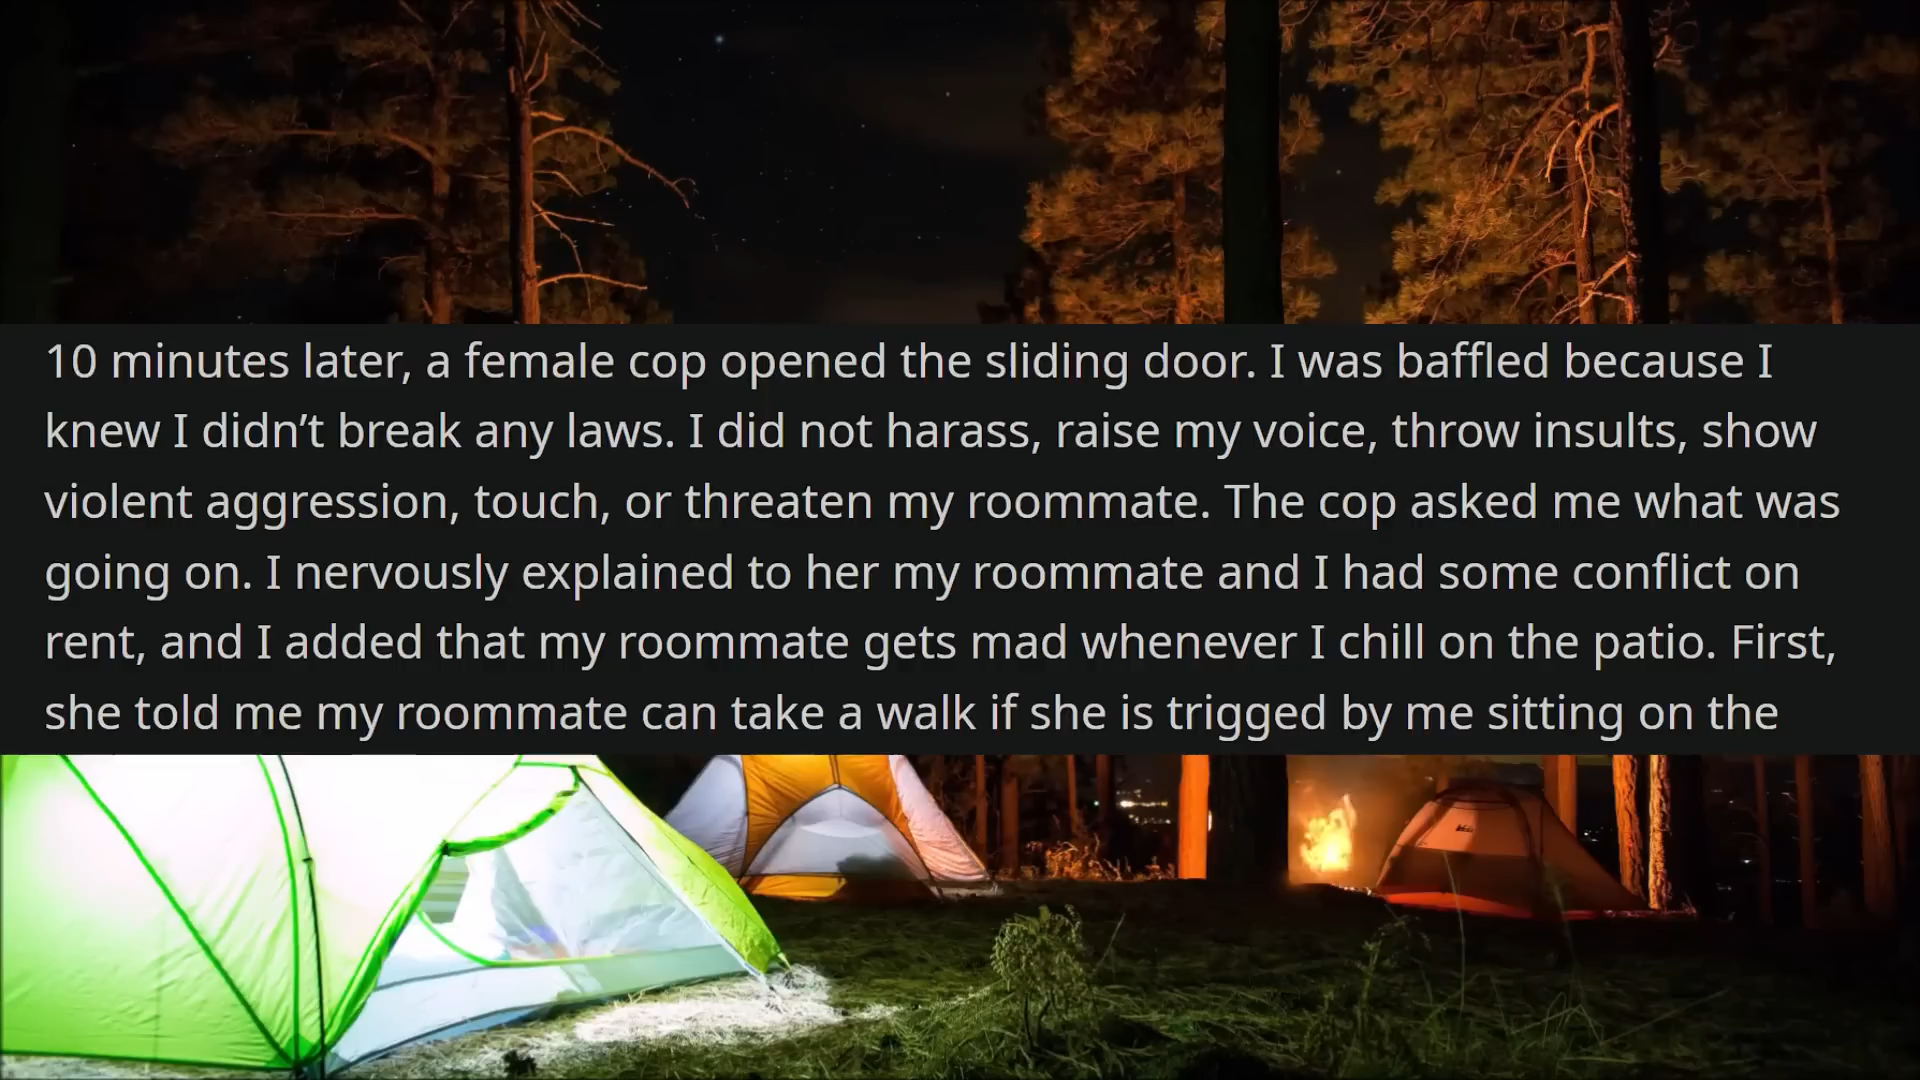 10 minutes later, a female cop opened the sliding door. I was baffled because I
knew I didn’t break any laws. I did not harass, raise my voice, throw insults, show
violent aggression, touch, or threaten my roommate. The cop asked me what was
going on. I nervously explained to her my roommate and I had some conflict on
rent, and I added that my roommate gets mad whenever I chill on the patio. First,
she told me my roommate can take a walk if she is trigged by me sitting on the